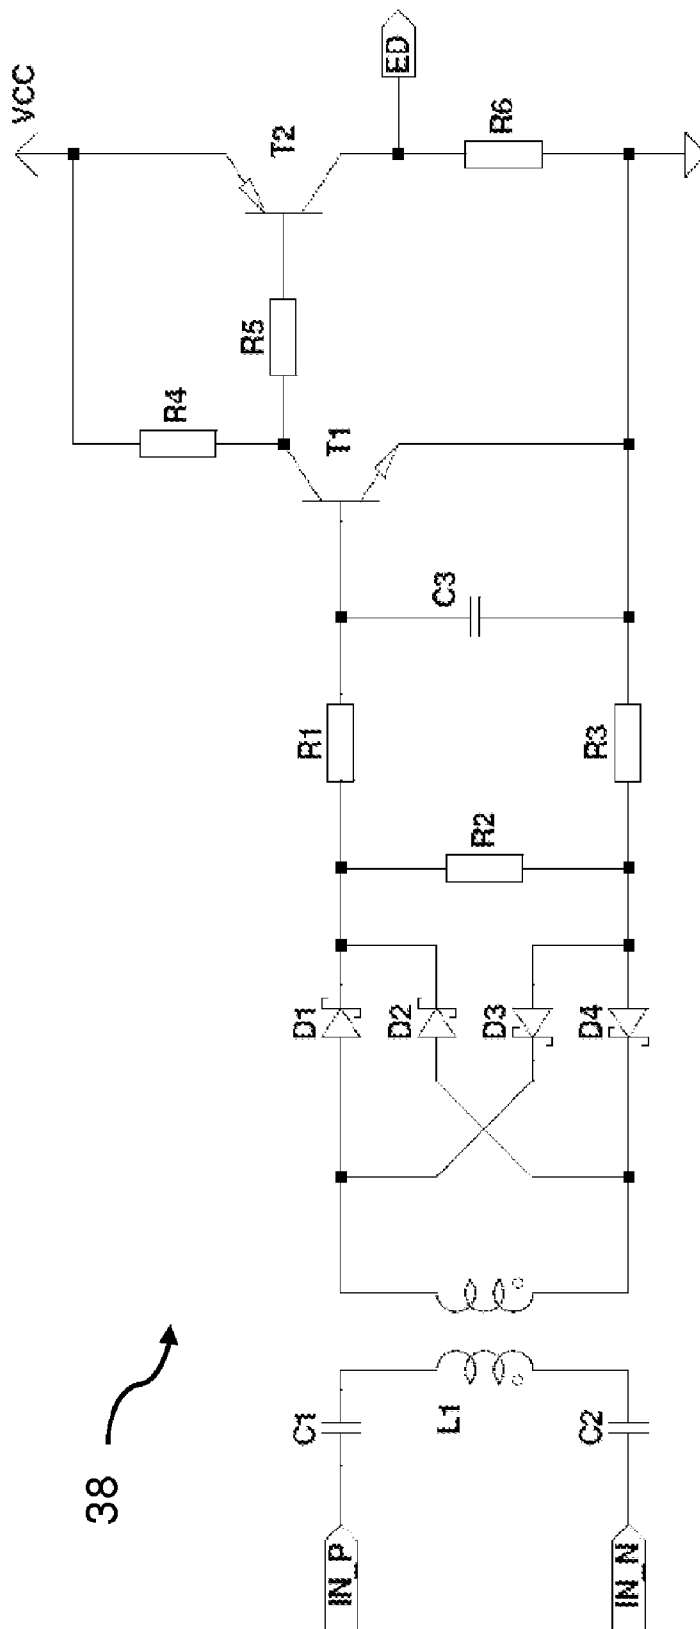 VCC
T2
ED
R6
R5
R4
T1
C3
R1
R3
R2
D1
D2
D3
D4
38
C1
L1
C2
IN_P
IN_N